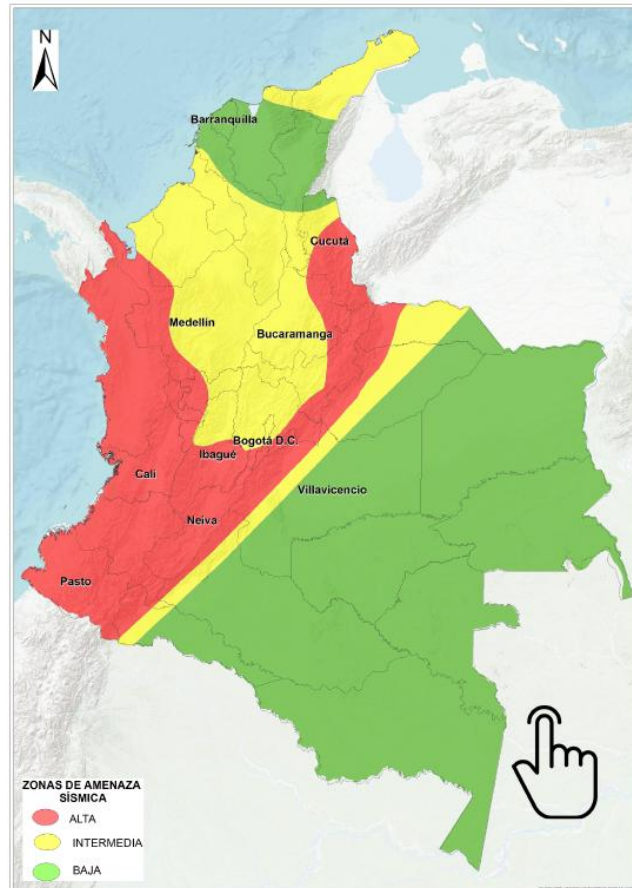 N
Barranquilla
Cucutá
Medellín
Bucaramanga
Bogotá D.C.
Ibagué
Cali
Villavicencio
Neiva
Pasto
ZONAS DE AMENAZA
SÍSMICA
ALTA
INTERMEDIA
BAJA